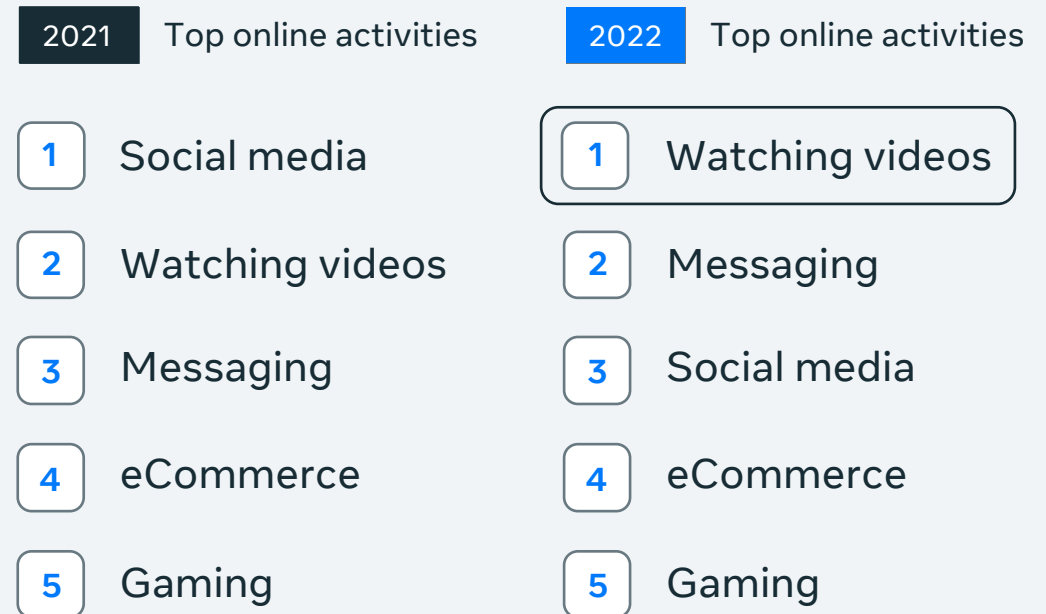 2021 Top online activities
1 Social media
2 Watching videos
3 Messaging
4 eCommerce
5 Gaming
2022 Top online activities
1 Watching videos
2 Messaging
3 Social media
4 eCommerce
5 Gaming